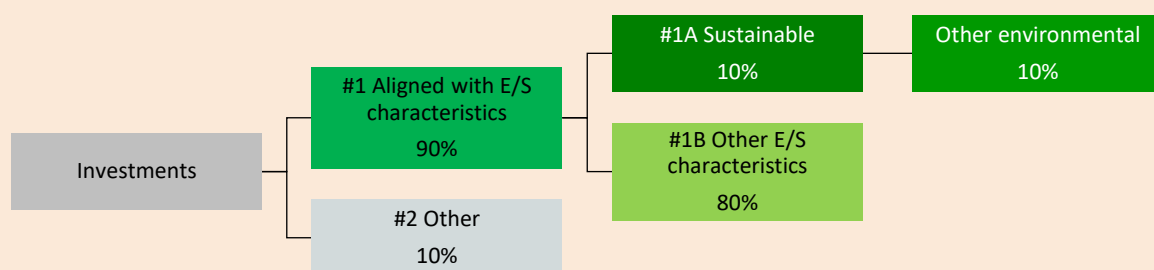 Investments
#1 Aligned with E/S
characteristics
90%
#2 Other
10%
#1A Sustainable
10%
#1B Other E/S
characteristics
80%
Other environmental
10%